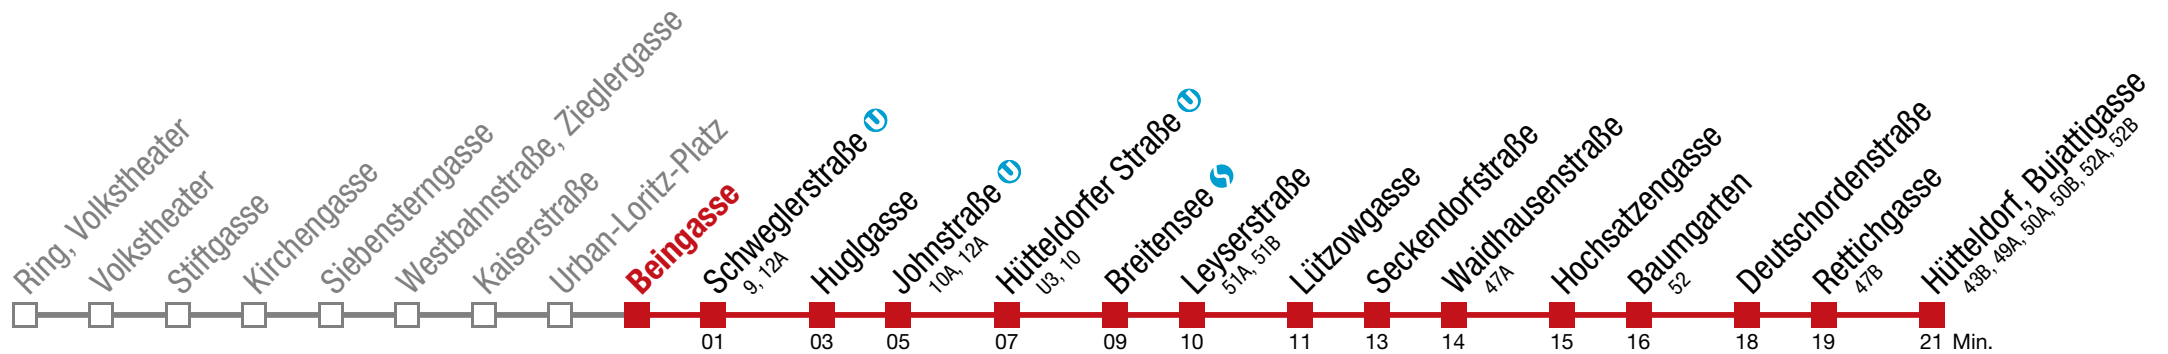 Ring, Volkstheater
Volkstheater
Stiftgasse
Kirchengasse
Siebensterngasse
Westbahnstraße, Zieglergasse
Kaiserstraße
Urban-Loritz-Platz
Beingasse
Schweglerstraße U
9, 12A
Huglgasse
Johnstraße U
10A, 12A
Hütteldorfer Straße U
U3, 10
Breitensee S
Leyserstraße
51A, 51B
Lützowgasse
Seckendorfstraße
Waidhausenstraße
47A
Hochsatzengasse
Baumgarten
52
Deutschordenstraße
Rettichgasse
47B
Hütteldorf, Bujattigasse
43B, 49A, 50A, 50B, 52A, 52B
01 03 05 07 09 10 11 13 14 15 16 18 19 21 Min.